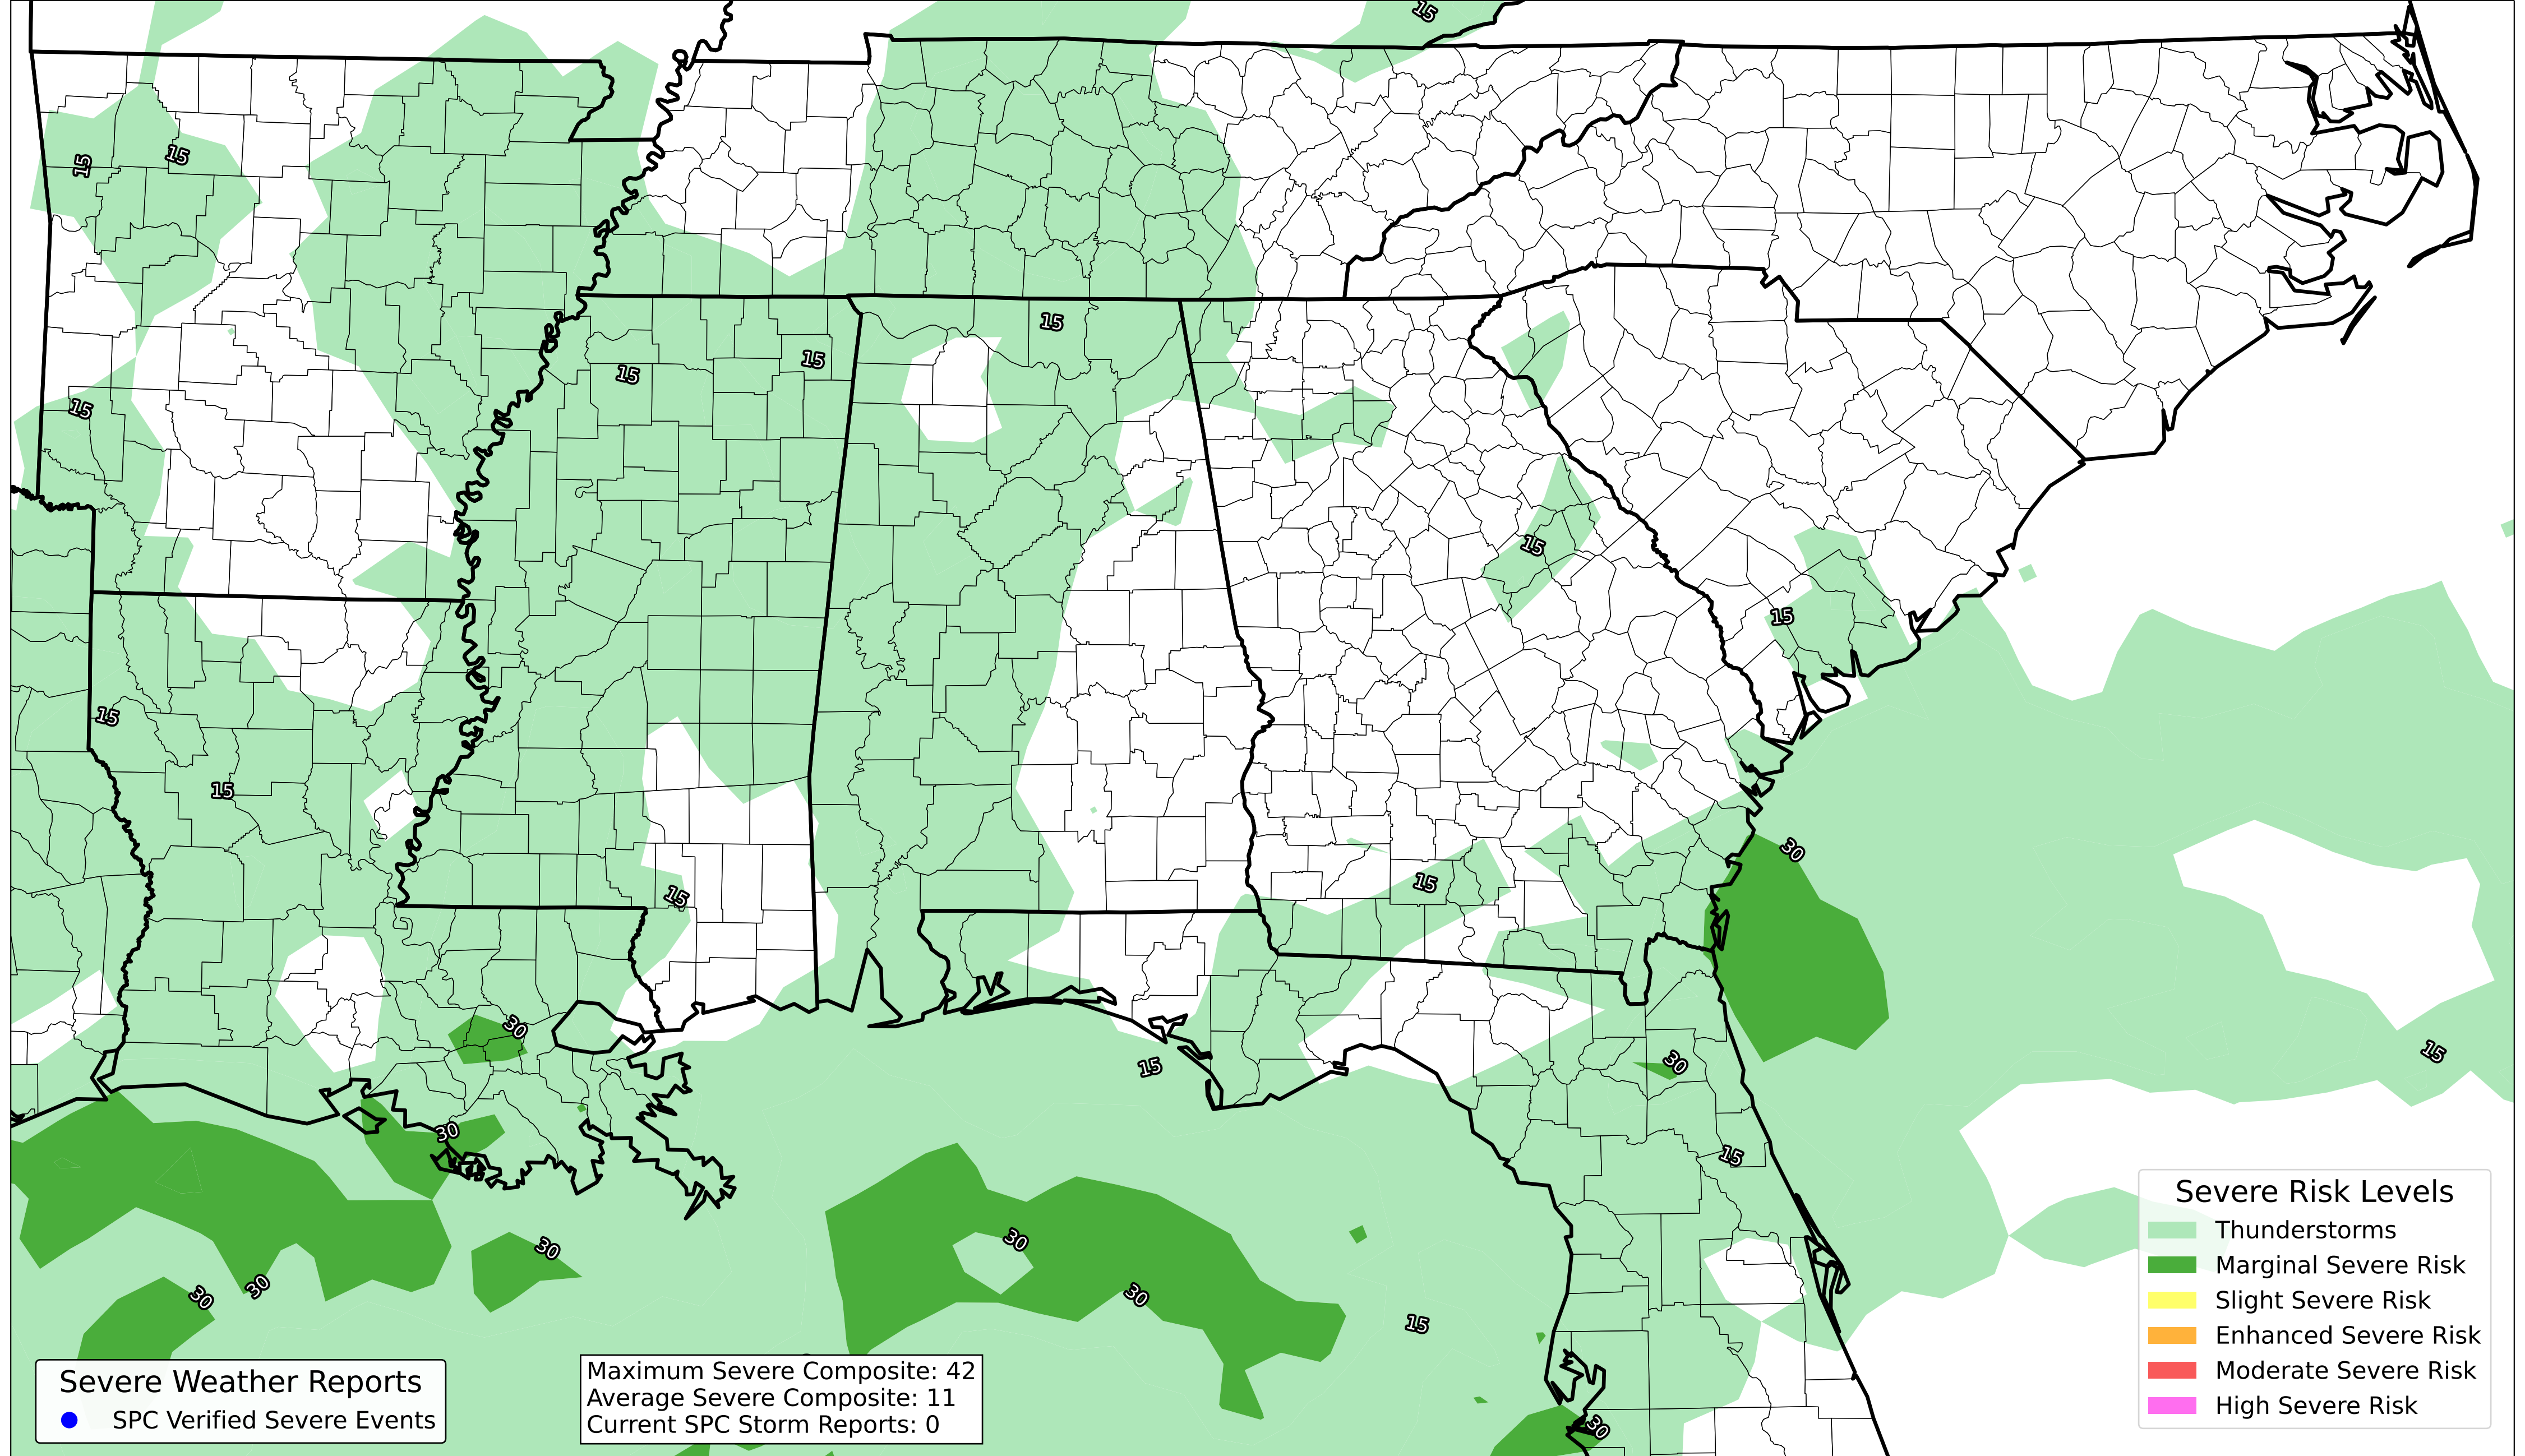 15
15
15
15
15
15
15
15
15
15
15
15
30
15
15
30
15
30
30
15
30
15
30
30
30
30
30
15
30
Severe Risk Levels
Thunderstorms
Marginal Severe Risk
Slight Severe Risk
Enhanced Severe Risk
Moderate Severe Risk
High Severe Risk
Severe Weather Reports
SPC Verified Severe Events
Maximum Severe Composite: 42
Average Severe Composite: 11
Current SPC Storm Reports: 0